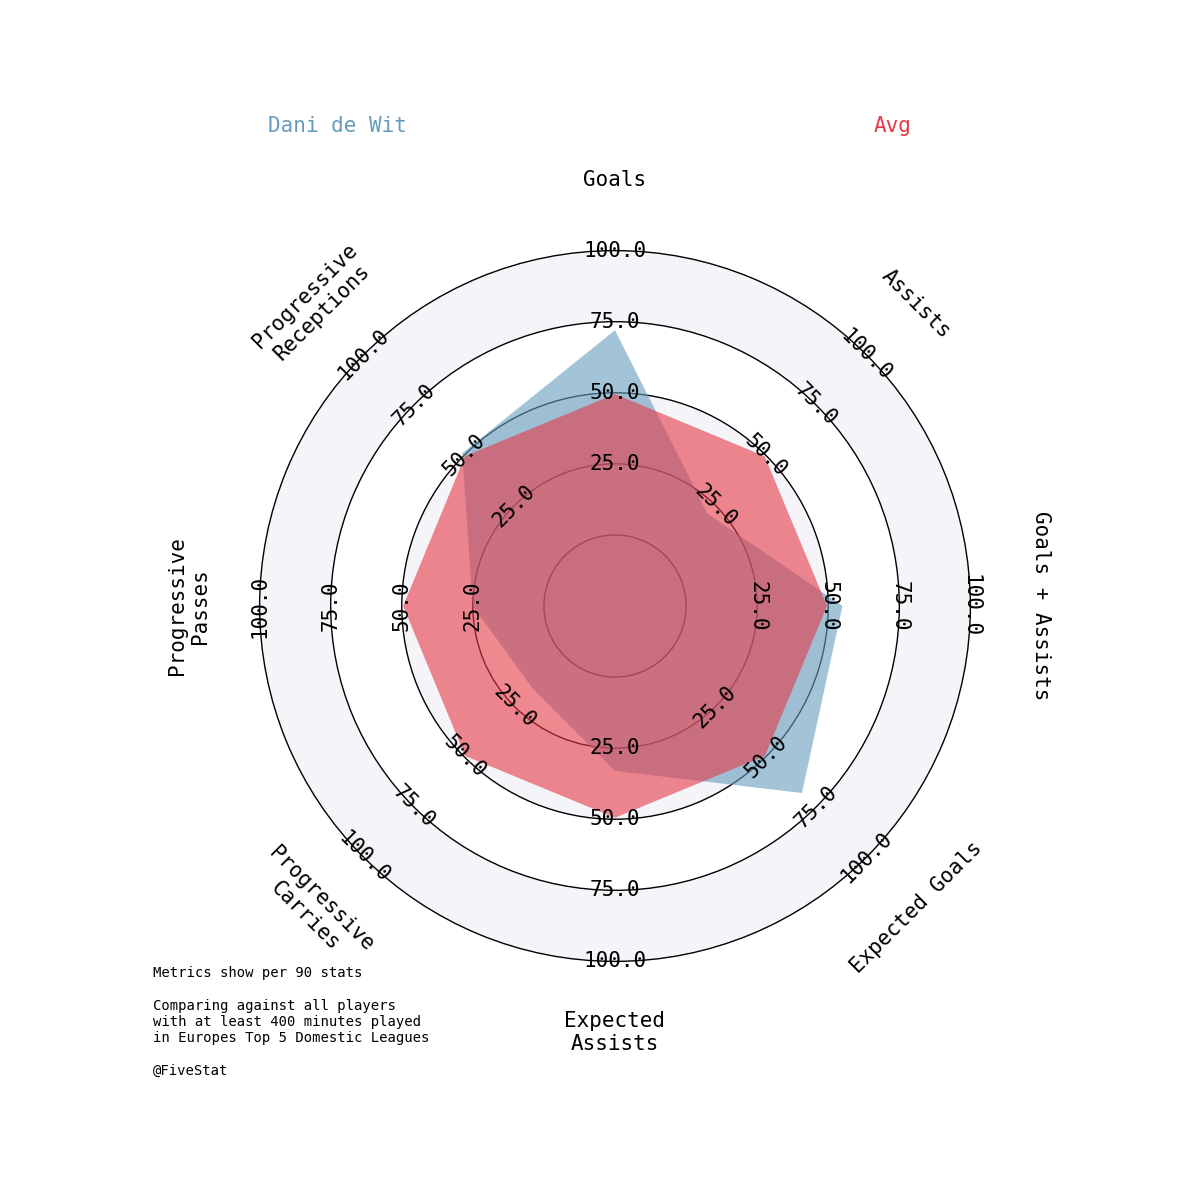 Dani de Wit
Avg
Goals
Assists
Goals + Assists
Expected Goals
Expected
Assists
Progressive
Carries
Progressive
Passes
Progressive
Receptions
25.0
50.0
75.0
100.0
25.0
50.0
75.0
100.0
25.0
50.0
75.0
100.0
25.0
50.0
75.0
100.0
25.0
50.0
75.0
100.0
25.0
50.0
75.0
100.0
25.0
50.0
75.0
100.0
25.0
50.0
75.0
100.0
Metrics show per 90 stats
Comparing against all players
with at least 400 minutes played
in Europes Top 5 Domestic Leagues
@FiveStat